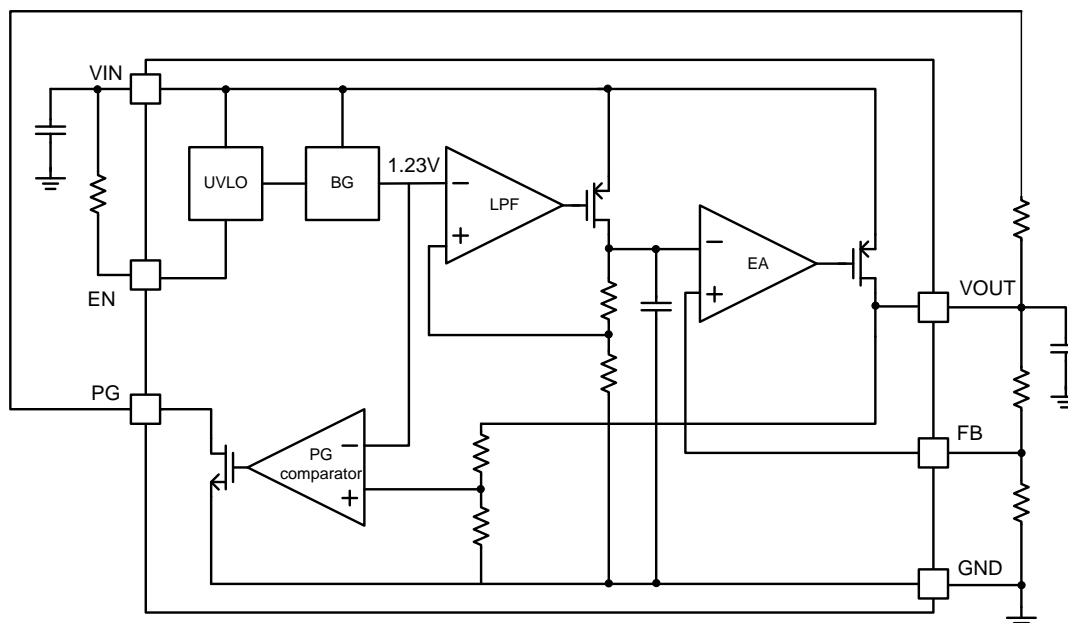 VIN
1.23V
UVLO
BG
−
LPF
+
−
EA
+
EN
VOUT
PG
PG
comparator
−
+
FB
GND